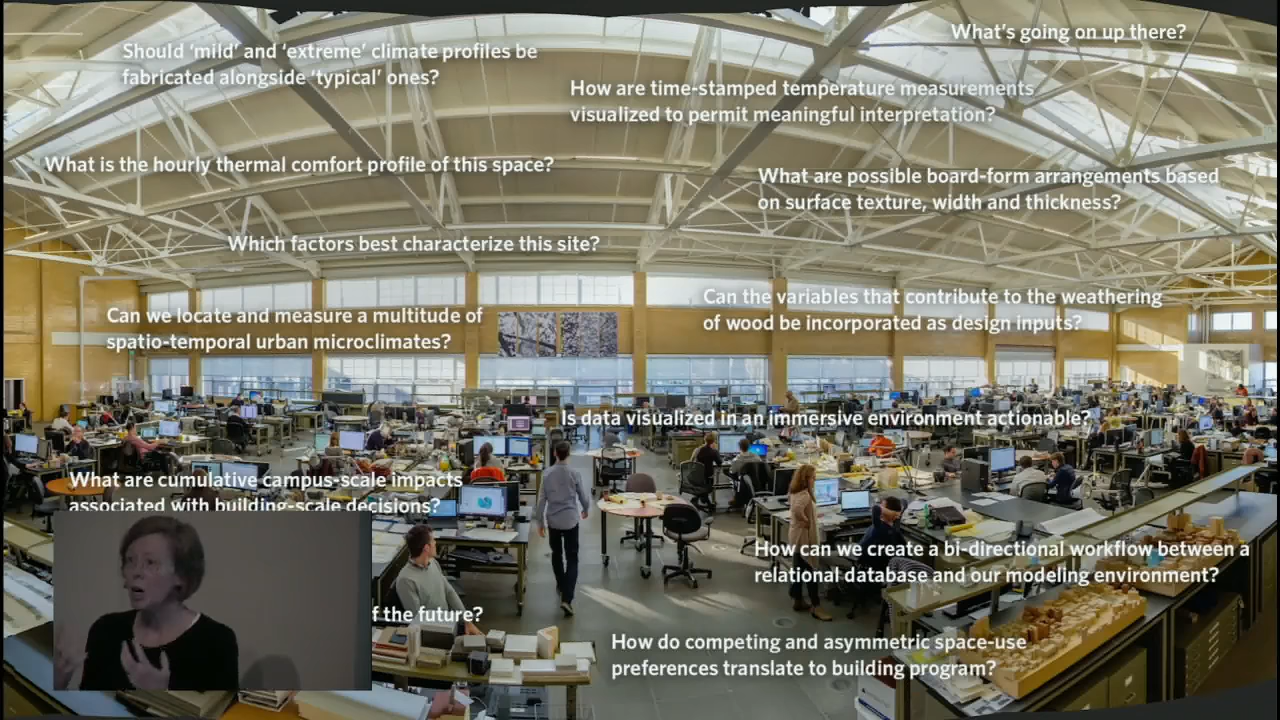 What's going on up there?
Should 'mild' and 'extreme' climate profiles be
fabricated alongside 'typical' ones?
How are time-stamped temperature measurements
visualized to permit meaningful interpretation?
What is the hourly thermal comfort profile of this space?
What are possible board-form arrangements based
on surface texture, width and thickness?
Which factors best characterize this site?
Can we locate and measure a multitude of
spatio-temporal urban microclimates?
Can the variables that contribute to the weathering
of wood be incorporated as design inputs?
Is data visualized in an immersive environment actionable?
What are cumulative campus-scale impacts
associated with building-scale decisions?
How can we create a bi-directional workflow between a
relational database and our modeling environment?
f the future?
How do competing and asymmetric space-use
preferences translate to building program?